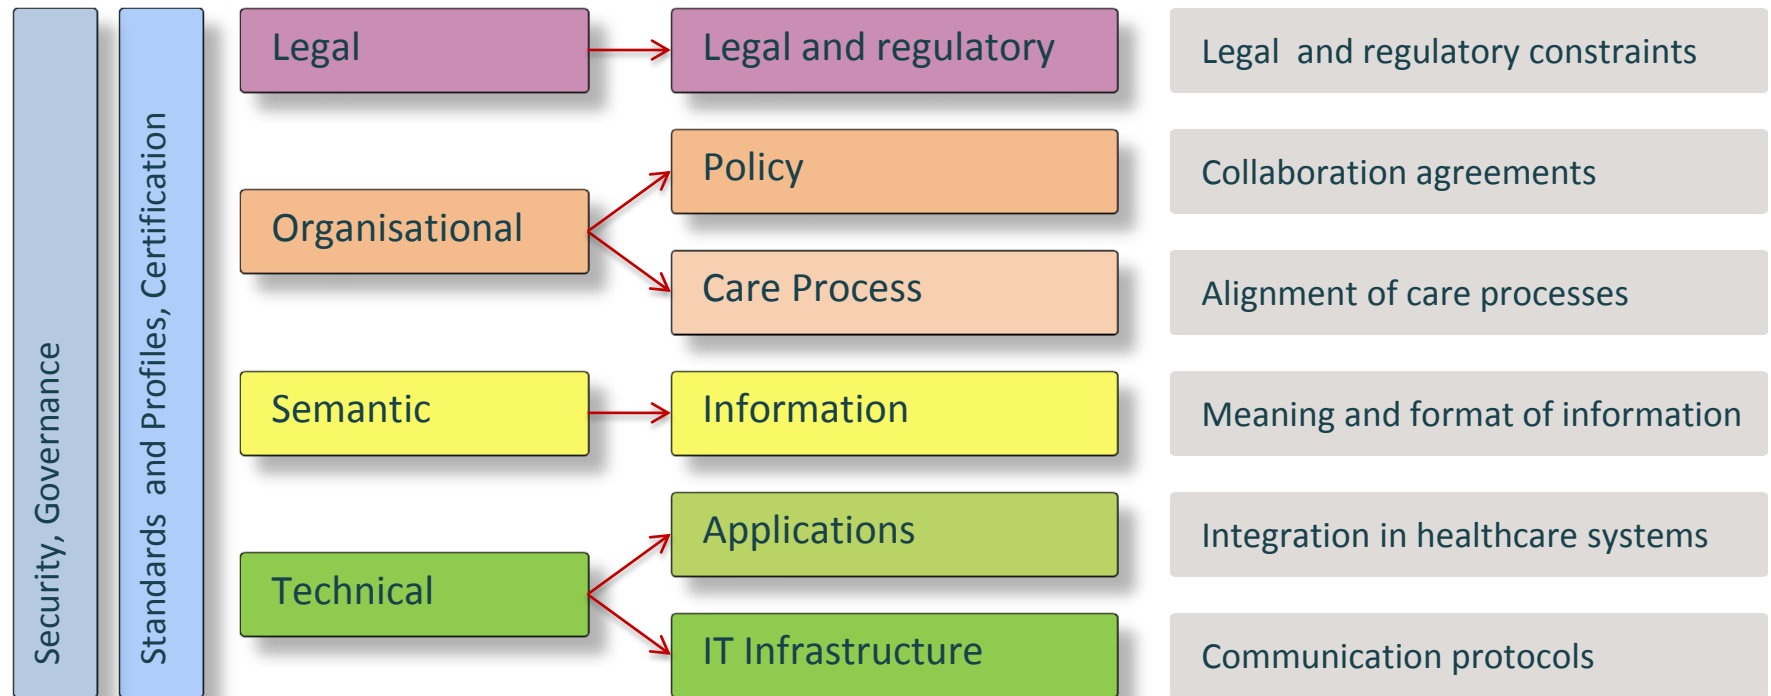 Security, Governance
Standards and Profiles, Certification
Legal
Legal and regulatory
Legal and regulatory constraints
Organisational
Policy
Collaboration agreements
Care Process
Alignment of care processes
Semantic
Information
Meaning and format of information
Technical
Applications
Integration in healthcare systems
IT Infrastructure
Communication protocols